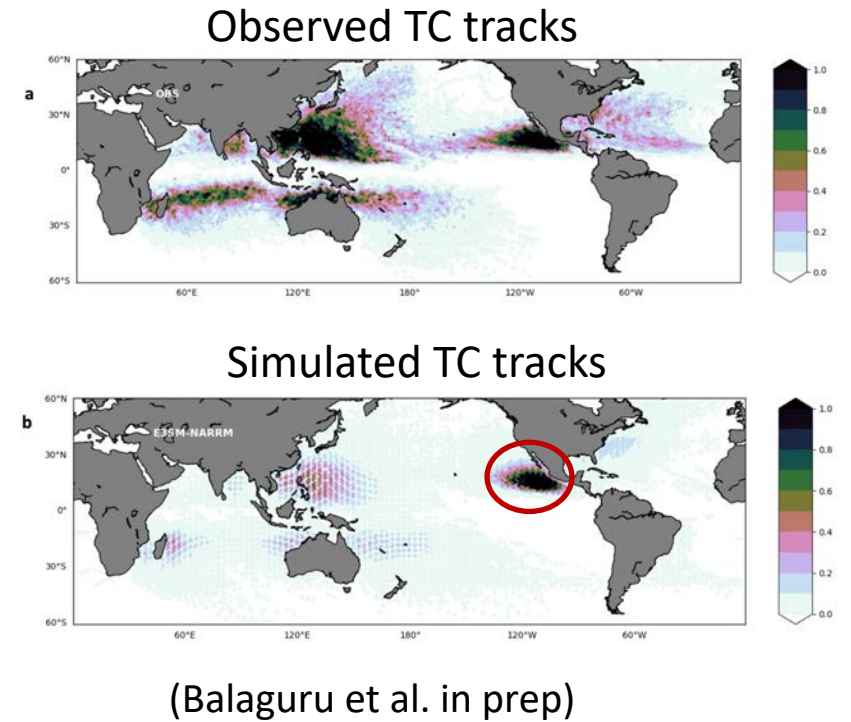 Observed TC tracks
a
OBS
60°N
30°N
0°
30°S
60°S
60°E
120°E
180°
120°W
60°W
1.0
0.8
0.6
0.4
0.2
0.0
Simulated TC tracks
b
E3SM-NARRM
60°N
30°N
0°
30°S
60°S
60°E
120°E
180°
120°W
60°W
1.0
0.8
0.6
0.4
0.2
0.0
(Balaguru et al. in prep)